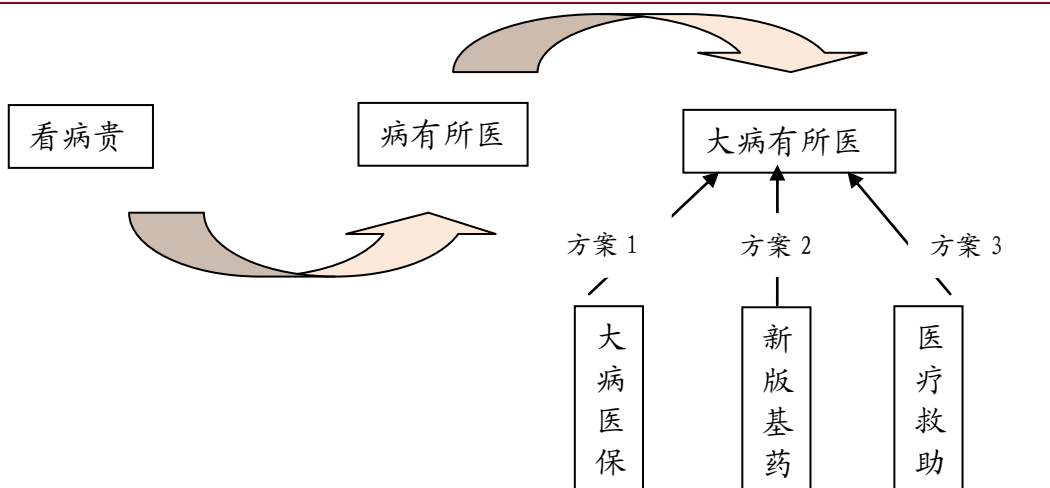 看病贵
病有所医
大病有所医
方案 1
方案 2
方案 3
大病医保
新版基药
医疗救助